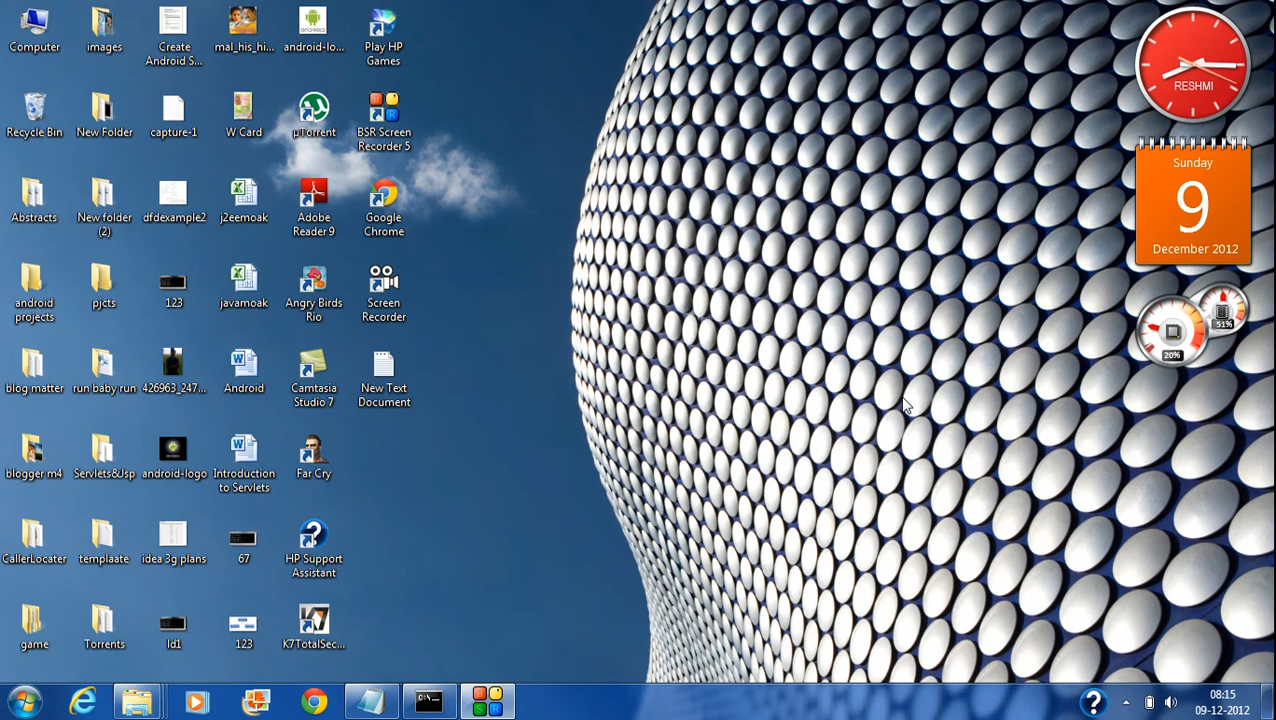 Computer
images
Create
Android S...
mal_his_hi...
android
android-lo...
Play HP
Games
RESHMI
Recycle Bin
New Folder
capture-1
W Card
µTorrent
BSR Screen
Recorder 5
Sunday
9
December 2012
Abstracts
New folder
(2)
dfdexample2
j2eemoak
Adobe
Reader 9
Google
Chrome
android
projects
pjcts
123
javamoak
Angry Birds
Rio
Screen
Recorder
51%
20%
blog matter
run baby run
426963_247...
Android
Camtasia
Studio 7
New Text
Document
blogger m4
Servlets&Jsp
android-logo
Introduction
to Servlets
Far Cry
CallerLocater
templaate
idea 3g plans
67
HP Support
Assistant
game
Torrents
ld1
123
K7TotalSec...
C:\.
B
S R
?
08:15
09-12-2012